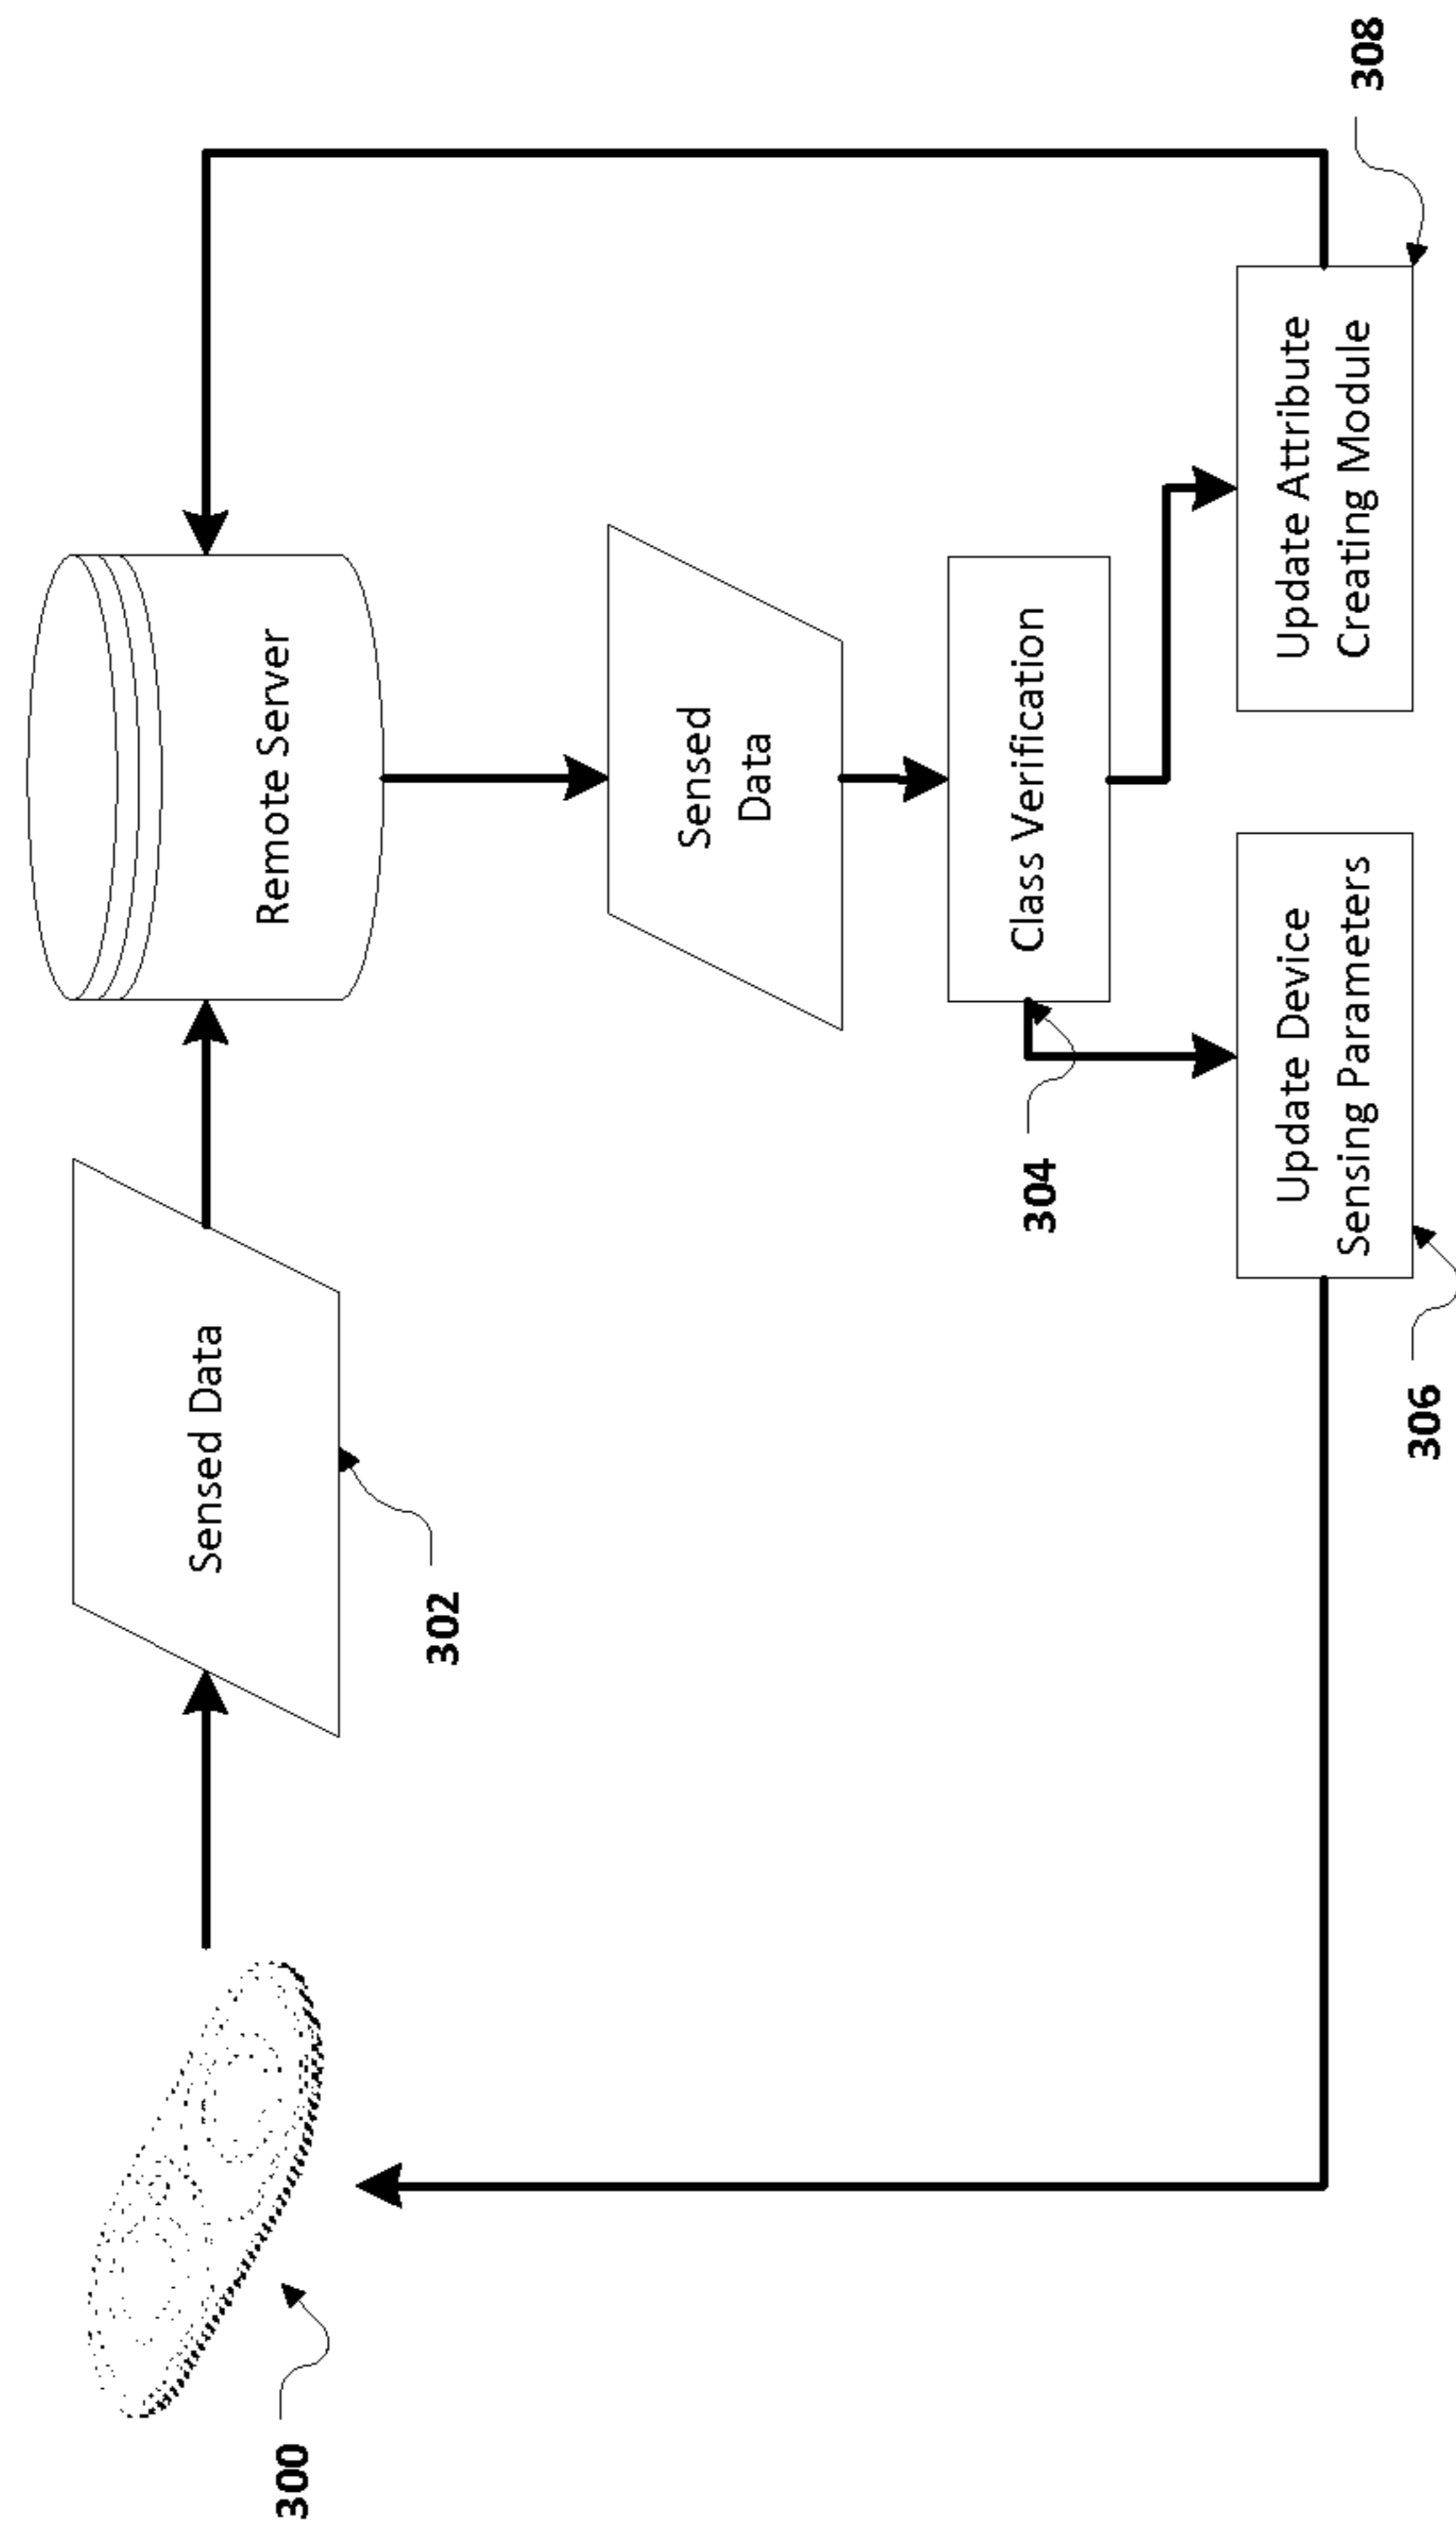 Sensed Data
Remote Server
300
302
Sensed
Data
304
Class Verification
Update Device
Sensing Parameters
Update Attribute
Creating Module
306
308